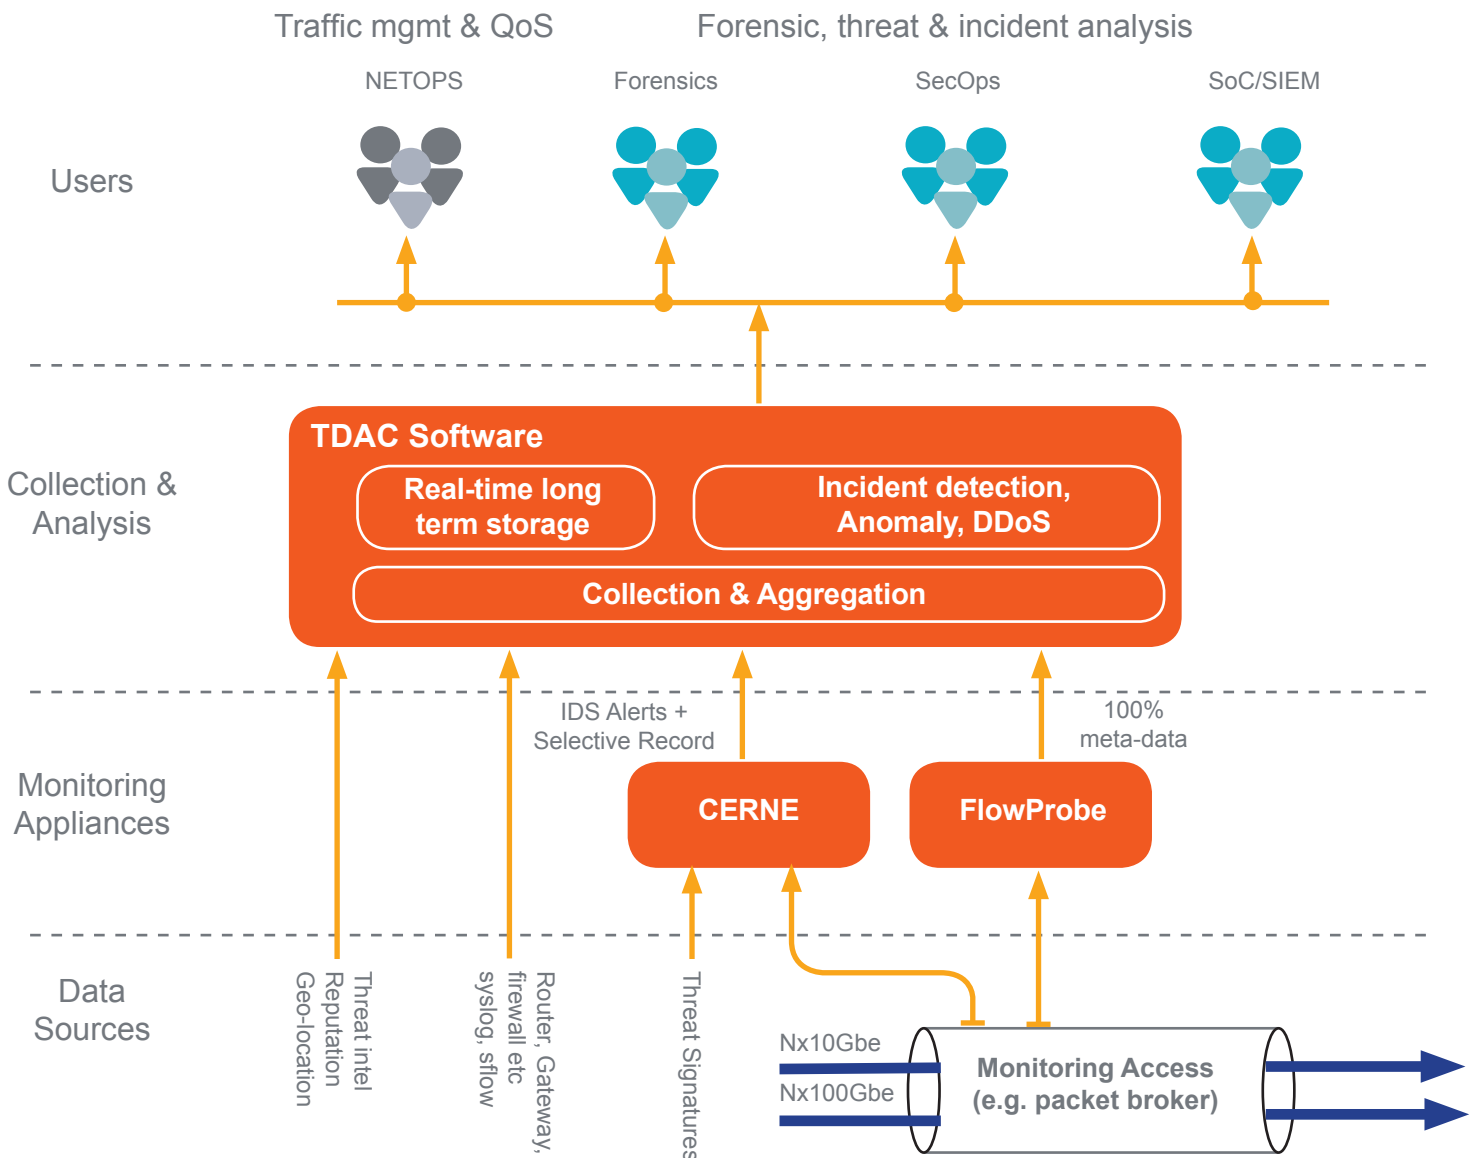 Traffic mgmt & QoS
Forensic, threat & incident analysis
NETOPS
Forensics
SecOps
SoC/SIEM
Users
TDAC Software
Real-time long
term storage
Incident detection,
Anomaly, DDoS
Collection & Aggregation
Collection &
Analysis
IDS Alerts +
Selective Record
100%
meta-data
Monitoring
Appliances
CERNE
FlowProbe
Data
Sources
Threat intel
Reputation
Geo-location
Router, Gateway,
firewall etc
syslog, sflow
Threat Signatures
Nx10Gbe
Nx100Gbe
Monitoring Access
(e.g. packet broker)